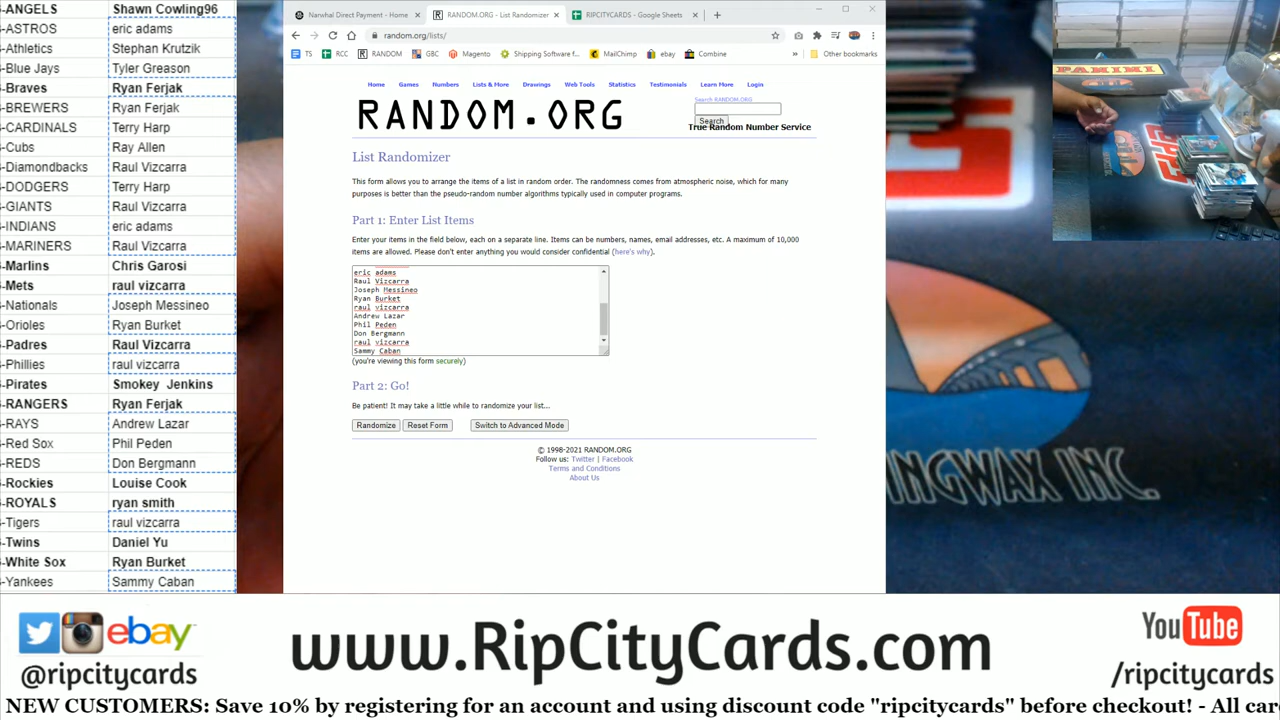 -ANGELS Shawn Cowling96
-ASTROS eric adams
-Athletics Stephan Krutzik
-Blue Jays Tyler Greason
-Braves Ryan Ferjak
-BREWERS Ryan Ferjak
-CARDINALS Terry Harp
-Cubs Ray Allen
-Diamondbacks Raul Vizcarra
-DODGERS Terry Harp
-GIANTS Raul Vizcarra
-INDIANS eric adams
-MARINERS Raul Vizcarra
-Marlins Chris Garosi
-Mets raul vizcarra
-Nationals Joseph Messineo
-Orioles Ryan Burket
-Padres Raul Vizcarra
-Phillies raul vizcarra
-Pirates Smokey Jenkins
-RANGERS Ryan Ferjak
-RAYS Andrew Lazar
-Red Sox Phil Peden
-REDS Don Bergmann
-Rockies Louise Cook
-ROYALS ryan smith
-Tigers raul vizcarra
-Twins Daniel Yu
-White Sox Ryan Burket
-Yankees Sammy Caban
Narwhal Direct Payment - Home
RANDOM.ORG - List Randomizer
RIPCITYCARDS - Google Sheets
random.org/lists/
TS RCC RANDOM GBC Magento Shipping Software f... MailChimp ebay Combine
Home Games Numbers Lists & More Drawings Web Tools Statistics Testimonials Learn More Login
RANDOM.ORG
Search RANDOM.ORG
Search
True Random Number Service
List Randomizer
This form allows you to arrange the items of a list in random order. The randomness comes from atmospheric noise, which for many
purposes is better than the pseudo-random number algorithms typically used in computer programs.
Part 1: Enter List Items
Enter your items in the field below, each on a separate line. Items can be numbers, names, email addresses, etc. A maximum of 10,000
items are allowed. Please don't enter anything you would consider confidential (here's why).
eric adams
Raul Vizcarra
Joseph Messineo
Ryan Burket
raul vizcarra
Andrew Lazar
Phil Peden
Don Bergmann
raul vizcarra
Sammy Caban
(you're viewing this form securely)
Part 2: Go!
Be patient! It may take a little while to randomize your list...
Randomize Reset Form Switch to Advanced Mode
© 1998-2021 RANDOM.ORG
Follow us: Twitter | Facebook
Terms and Conditions
About Us
PANINI
INGWAX INC.
ebay
@ripcitycards
www.RipCityCards.com
YouTube
/ripcitycards
NEW CUSTOMERS: Save 10% by registering for an account and using discount code "ripcitycards" before checkout! - All car